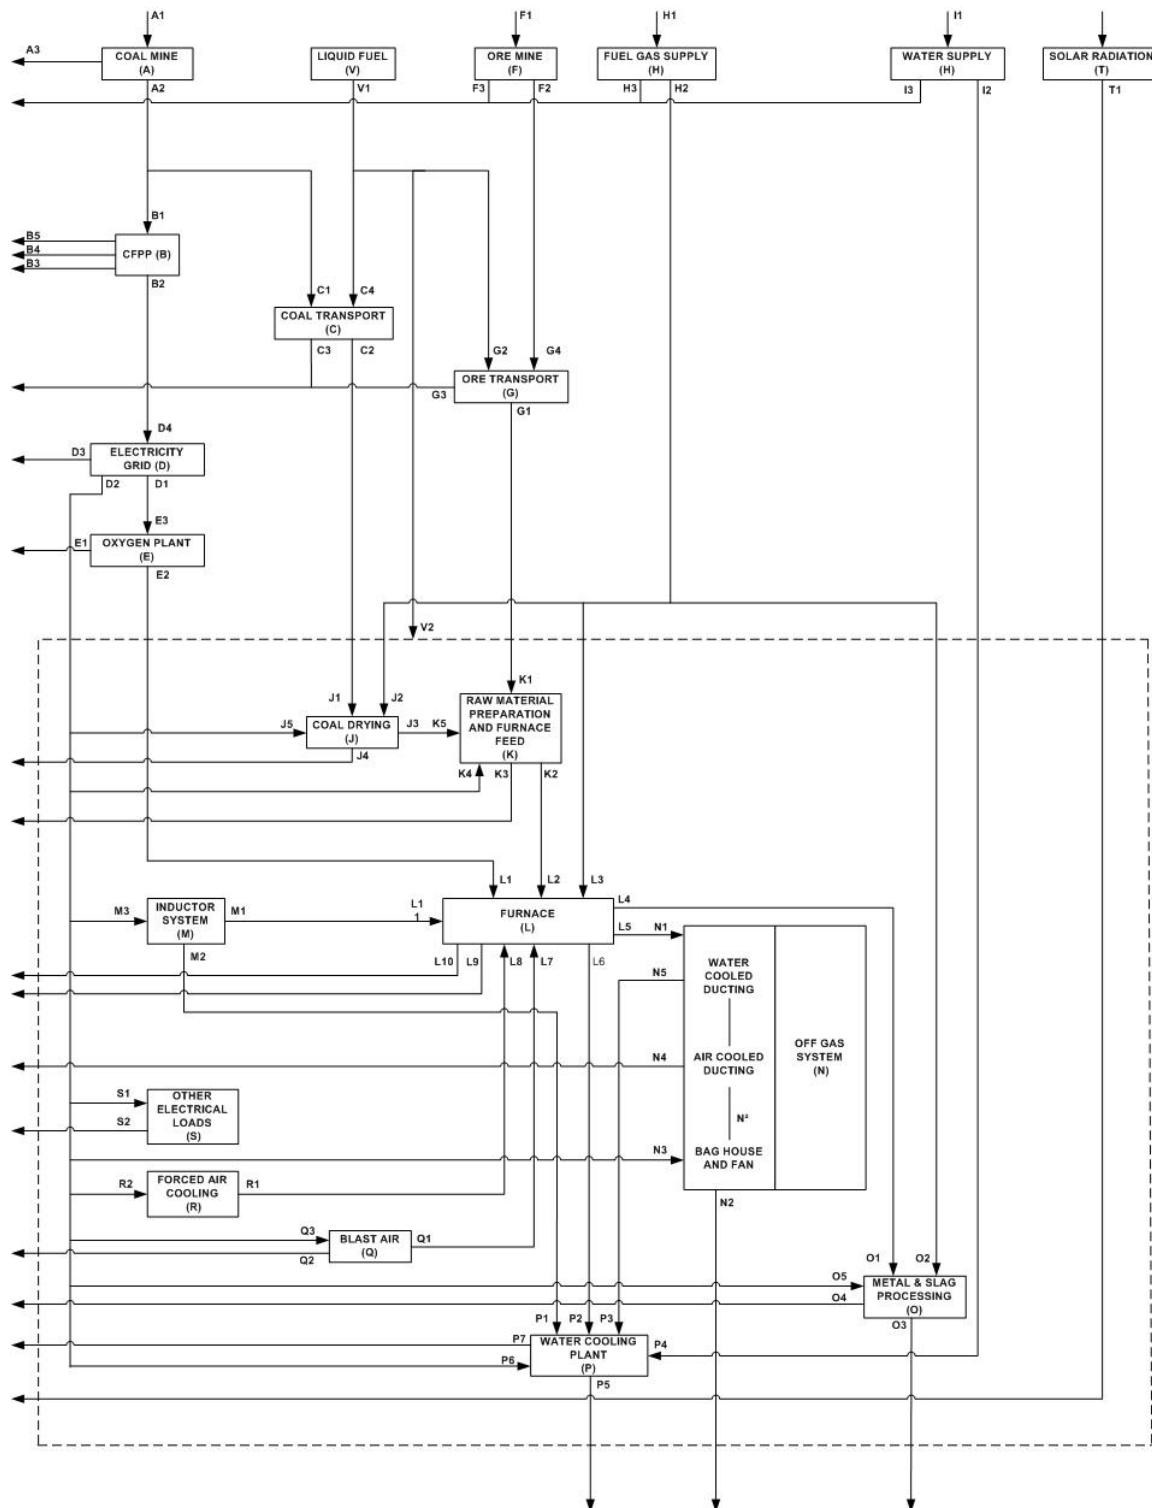 A1
F1
H1
I1
A3
COAL MINE
(A)
LIQUID FUEL
(V)
ORE MINE
(F)
FUEL GAS SUPPLY
(H)
WATER SUPPLY
(H)
SOLAR RADIATION
(T)
A2
V1
F3
F2
H3
H2
I3
I2
T1
B1
B5
B4
B3
CFPP (B)
B2
C1
C4
COAL TRANSPORT
(C)
C3
C2
G2
G4
ORE TRANSPORT
(G)
G3
G1
D4
D3
ELECTRICITY
GRID (D)
D2
D1
E3
E1
OXYGEN PLANT
(E)
E2
V2
K1
J1
J2
RAW MATERIAL
PREPARATION
AND FURNACE
FEED
(K)
J5
COAL DRYING
(J)
J3
K5
J4
K4
K3
K2
L1
L2
L3
M3
INDUCTOR
SYSTEM
(M)
M1
L1
1
FURNACE
(L)
L4
L5
N1
M2
L10
L9
L8
L7
L6
N5
WATER
COOLED
DUCTING
N4
AIR COOLED
DUCTING
OFF GAS
SYSTEM
(N)
S1
S2
OTHER
ELECTRICAL
LOADS
(S)
N²
N3
BAG HOUSE
AND FAN
R2
FORCED AIR
COOLING
(R)
R1
N2
Q3
Q2
BLAST AIR
(Q)
Q1
O1
O2
O5
O4
METAL & SLAG
PROCESSING
(O)
O3
P1
P2
P3
P7
WATER COOLING
PLANT
(P)
P4
P6
P5